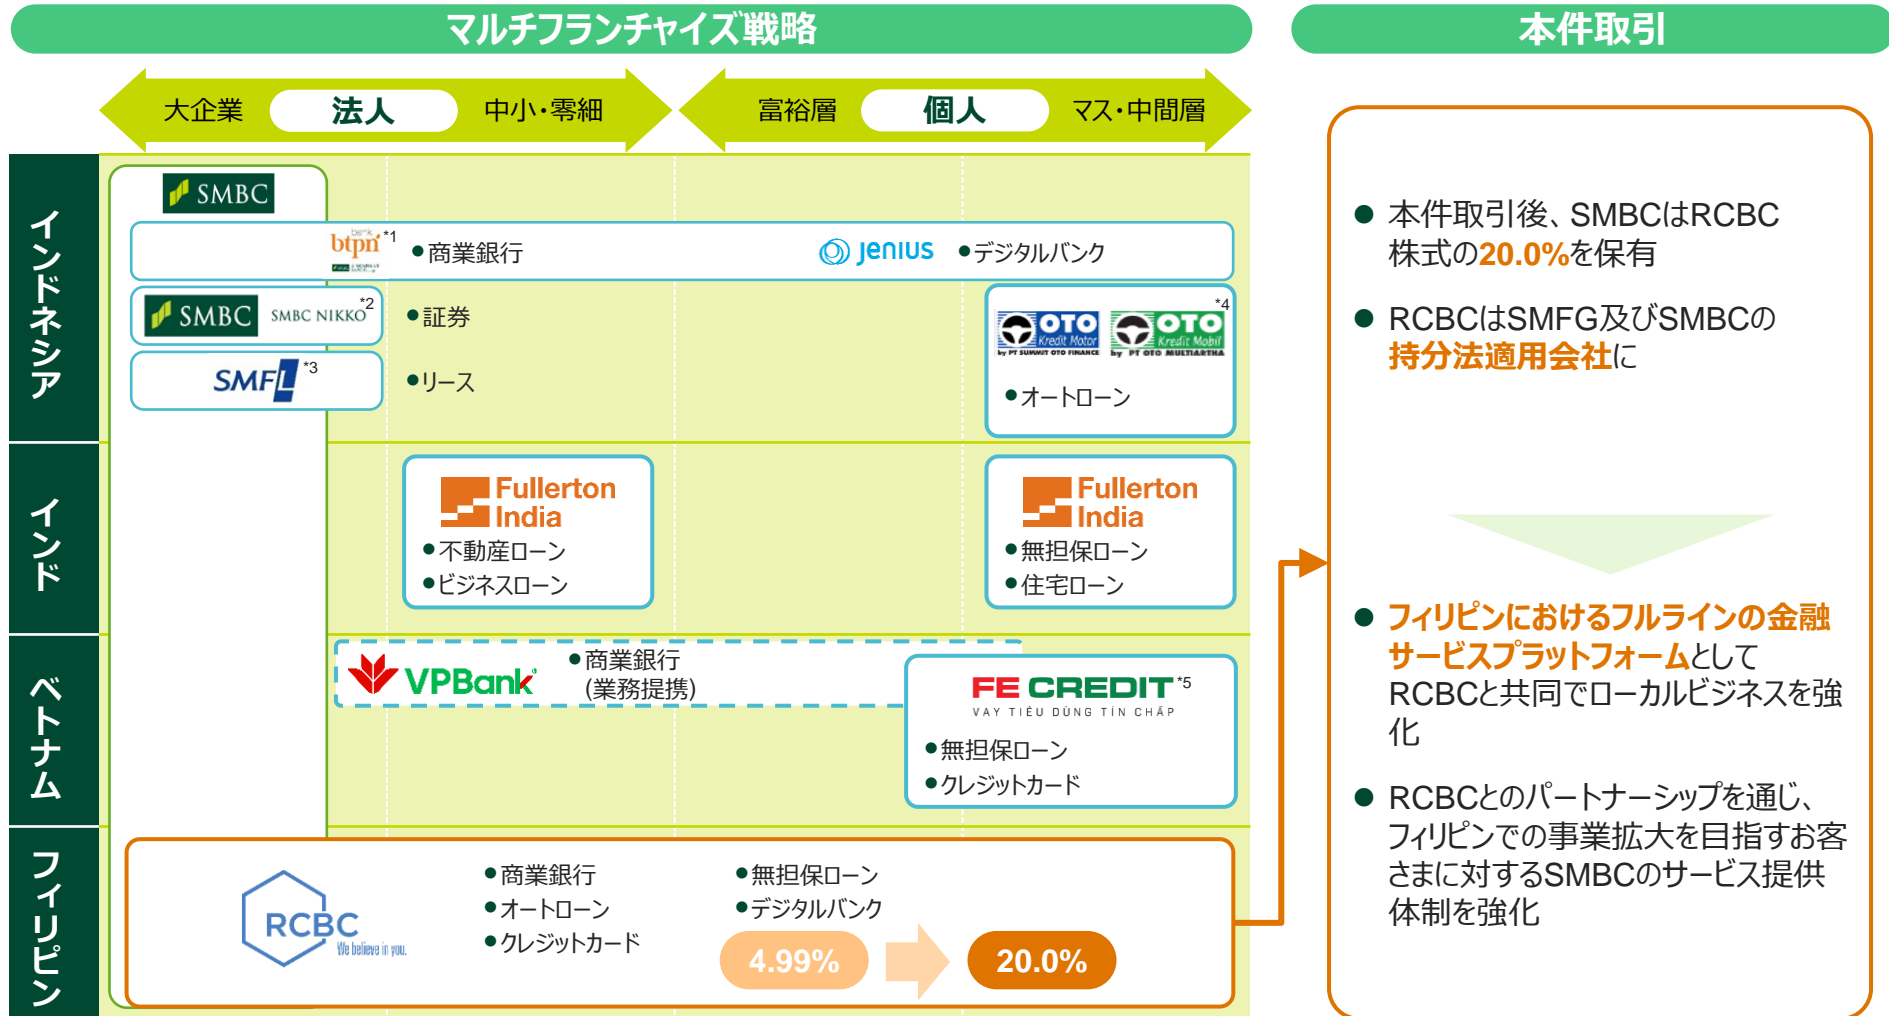 マルチフランチャイズ戦略
本件取引
大企業
法人
中小・零細
富裕層
個人
マス・中間層
インドネシア
SMBC
bank
btpn
*1
●商業銀行
Jenius
●デジタルバンク
SMBC
SMBC NIKKO
*2
●証券
SMFL
*3
●リース
*4
OTO
Kredit Motor
by PT SUMMIT OTO FINANCE
OTO
Kredit Mobil
by PT OTO MULTIARTHA
●オートローン
インド
Fullerton
India
●不動産ローン
●ビジネスローン
Fullerton
India
●無担保ローン
●住宅ローン
ベトナム
VPBank
●商業銀行
(業務提携)
FE CREDIT *5
VAY TIÊU DÙNG TÍN CHẤP
●無担保ローン
●クレジットカード
フィリピン
RCBC
We believe in you.
●商業銀行
●オートローン
●クレジットカード
●無担保ローン
●デジタルバンク
4.99%
20.0%
● 本件取引後、SMBCはRCBC
株式の20.0%を保有
● RCBCはSMFG及びSMBCの
持分法適用会社に
● フィリピンにおけるフルラインの金融
サービスプラットフォームとして
RCBCと共同でローカルビジネスを強
化
● RCBCとのパートナーシップを通じ、
フィリピンでの事業拡大を目指すお客
さまに対するSMBCのサービス提供
体制を強化